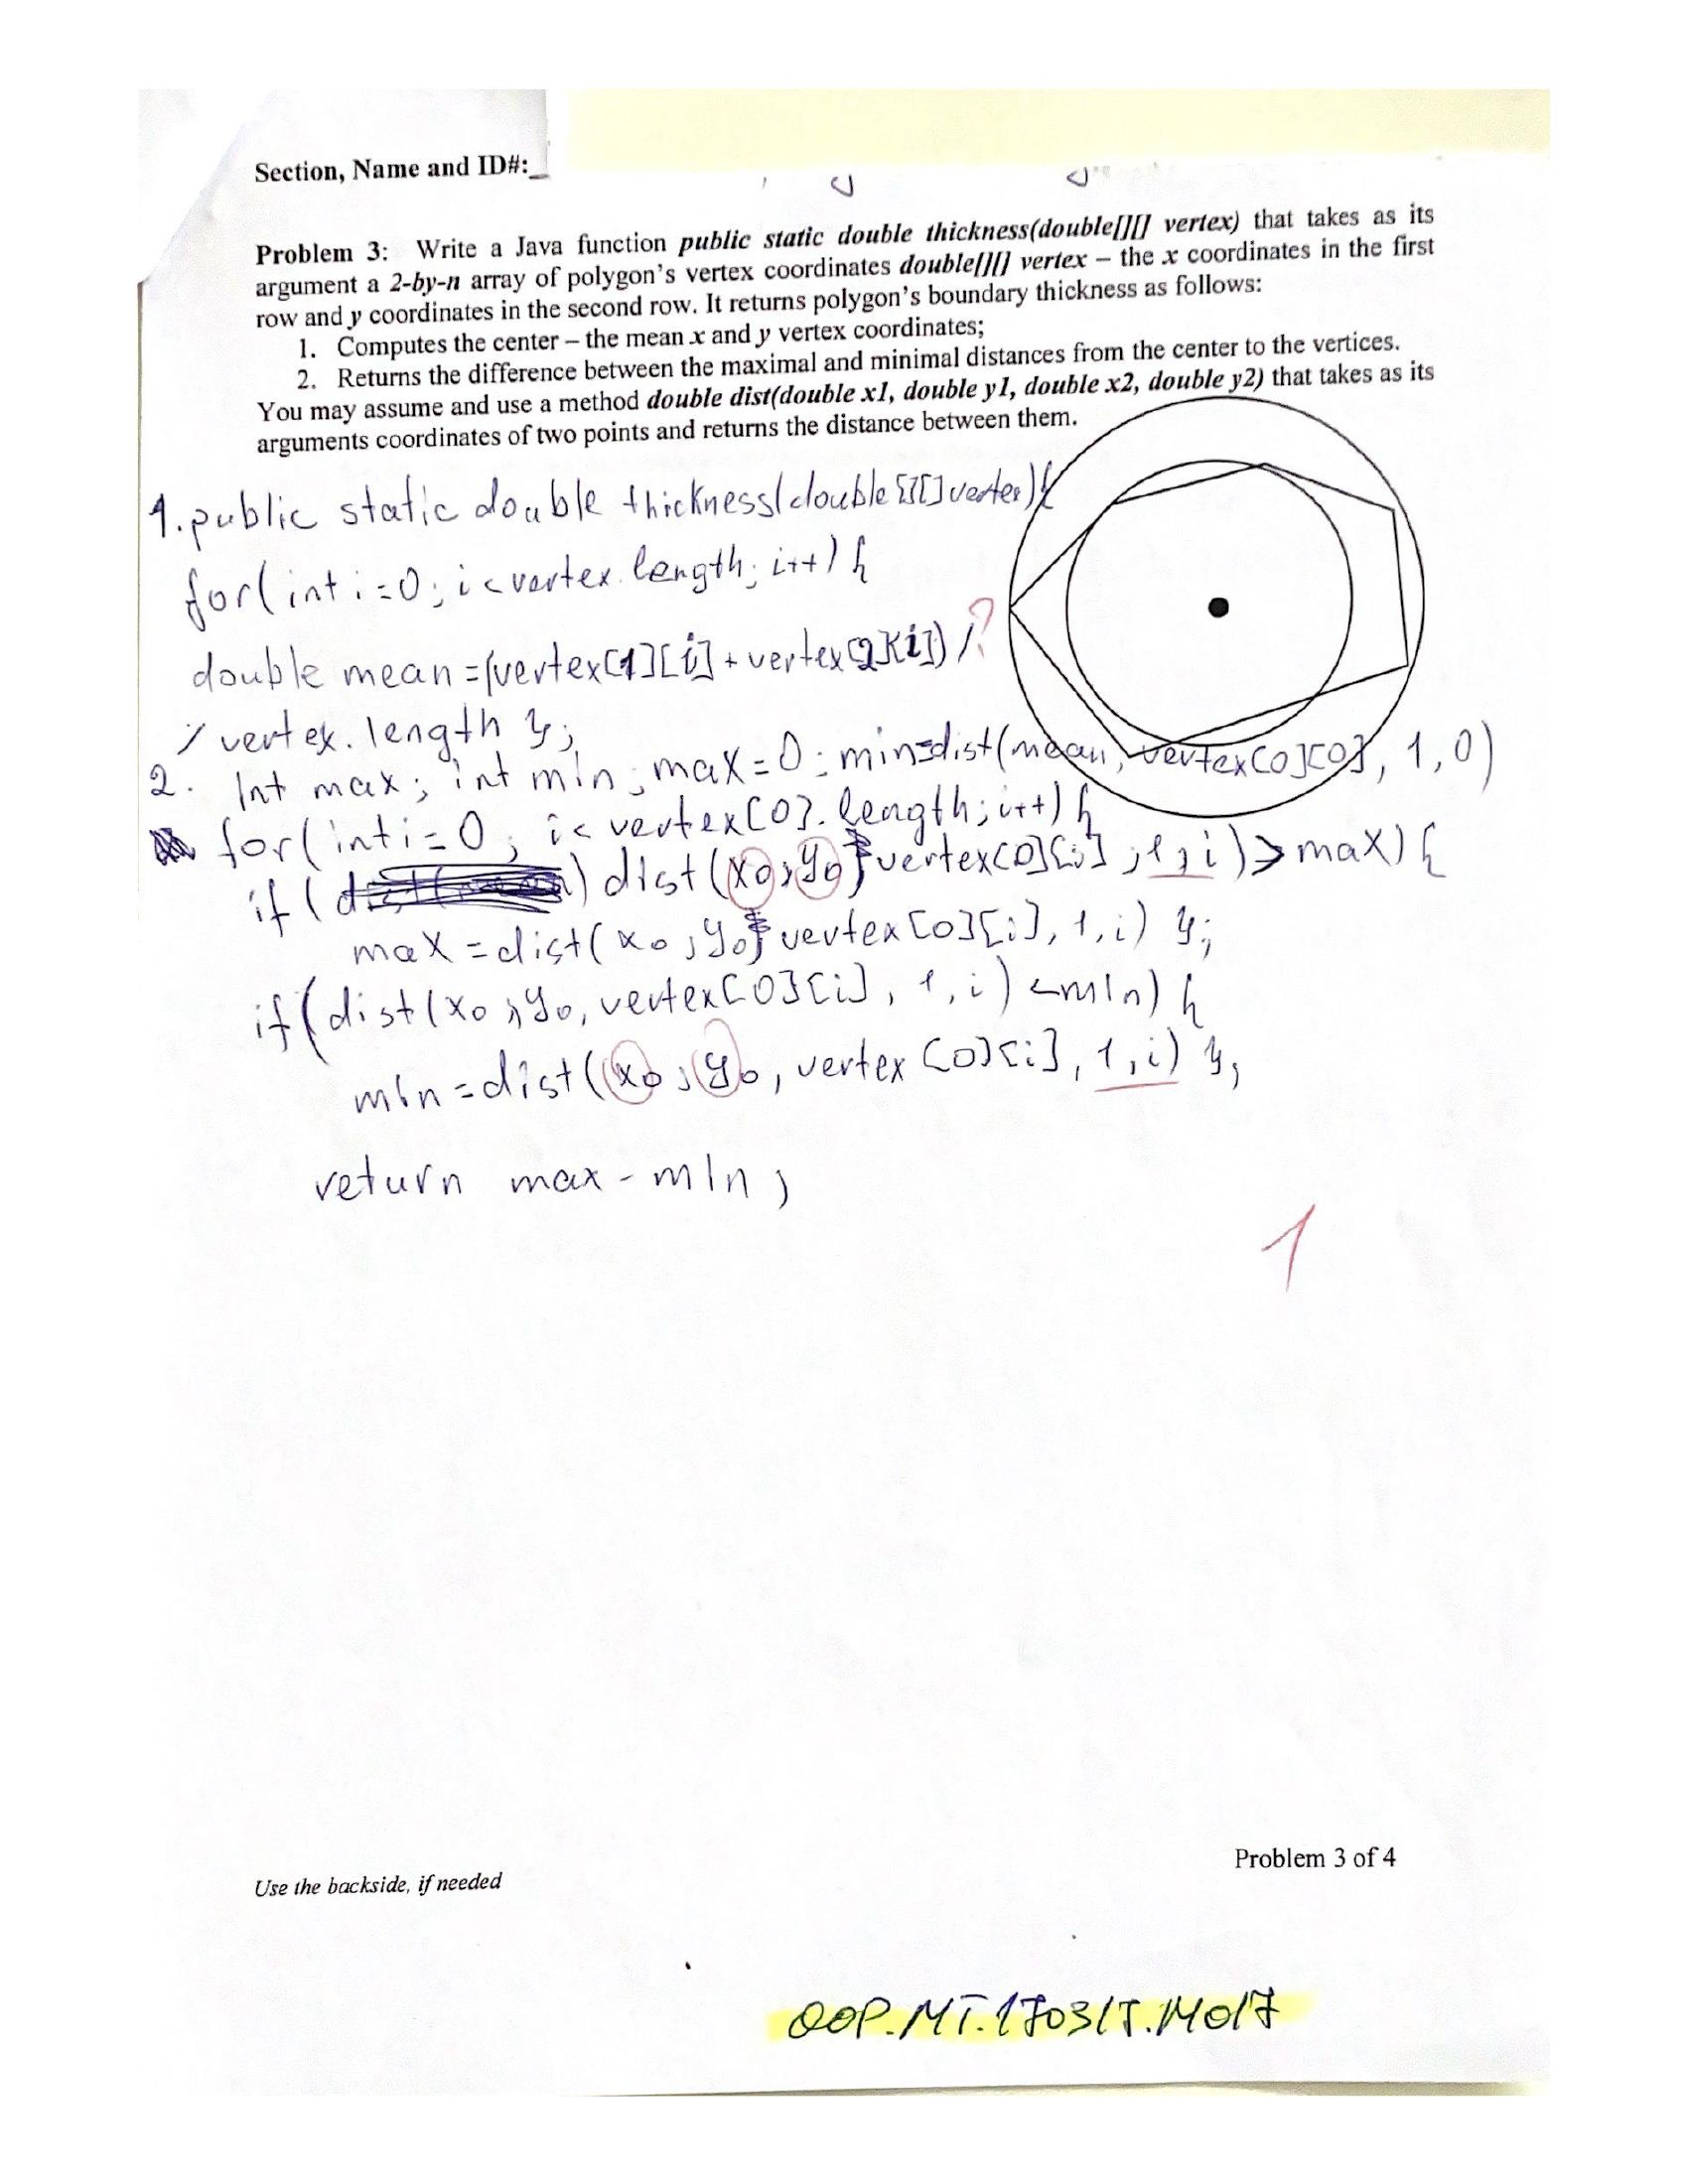 Section, Name and ID#:_
Problem 3: Write a Java function public static double thickness(double[][] vertex) that takes as its
argument a 2-by-n array of polygon's vertex coordinates double[][] vertex – the x coordinates in the first
row and y coordinates in the second row. It returns polygon's boundary thickness as follows:
1. Computes the center – the mean x and y vertex coordinates;
2. Returns the difference between the maximal and minimal distances from the center to the vertices.
You may assume and use a method double dist(double x1, double y1, double x2, double y2) that takes as its
arguments coordinates of two points and returns the distance between them.
1. public static double thickness(double[][]vertex){
for(int i=0; i<vertex.length; i++) {
double mean=(vertex[1][i]+vertex[2][i]) /?
/vertex.length };
2. Int max; int min; max=0; min=dist(mean, vertex[0][0], 1,0)
for(int i=0; i< vertex[0].length; i++) {
if( dist(x0,y0,vertex[0][i],1,i)>max){
max=dist(x0,y0,vertex[0][i],1,i) };
if(dist(x0,y0,vertex[0][i],1,i)<min){
min=dist(x0,y0,vertex[0][i],1,i) };
return max-min;
1
Problem 3 of 4
Use the backside, if needed
OOP.MT.170315.M017